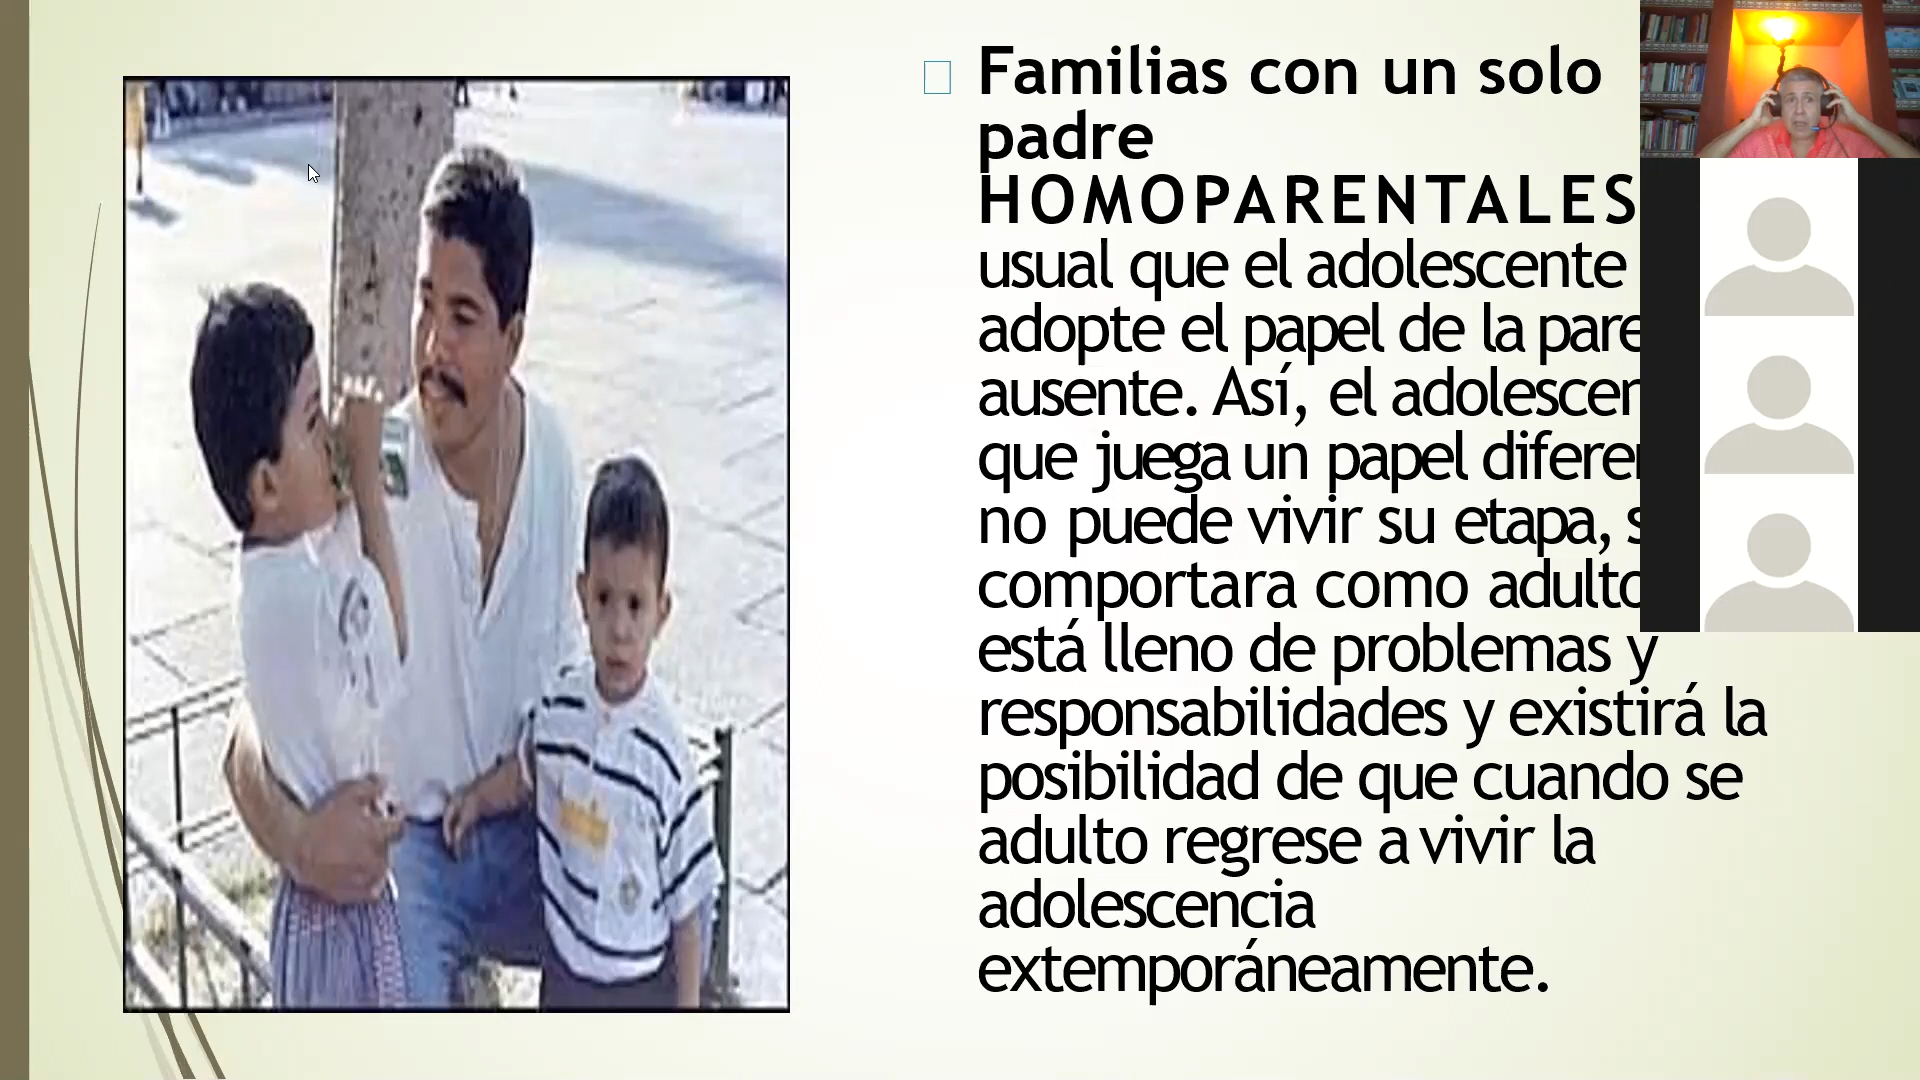 Familias con un solo
padre
HOMOPARENTALES
usual que el adolescente
adopte el papel de la
ausente. Así, el
que juega un papel
no puede vivir su etapa,
comportara como
está lleno de problemas y
responsabilidades y existirá la
posibilidad de que cuando se
adulto regrese a vivir la
adolescencia
extemporáneamente.